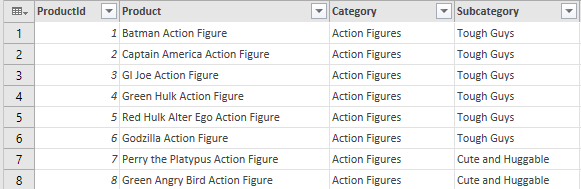 ProductId Product Category Subcategory
1 1 Batman Action Figure Action Figures Tough Guys
2 2 Captain America Action Figure Action Figures Tough Guys
3 3 GI Joe Action Figure Action Figures Tough Guys
4 4 Green Hulk Action Figure Action Figures Tough Guys
5 5 Red Hulk Alter Ego Action Figure Action Figures Tough Guys
6 6 Godzilla Action Figure Action Figures Tough Guys
7 7 Perry the Platypus Action Figure Action Figures Cute and Huggable
8 8 Green Angry Bird Action Figure Action Figures Cute and Huggable